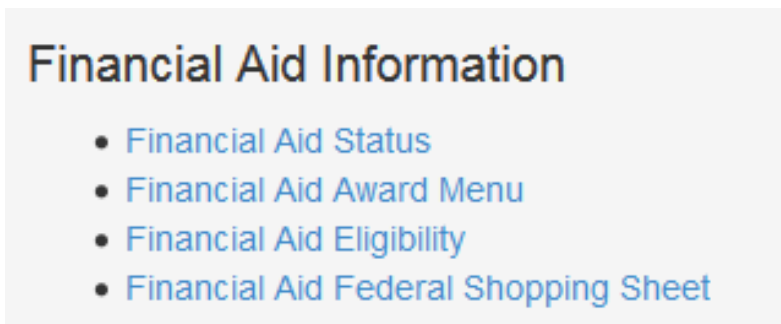 Financial Aid Information
• Financial Aid Status
• Financial Aid Award Menu
• Financial Aid Eligibility
• Financial Aid Federal Shopping Sheet